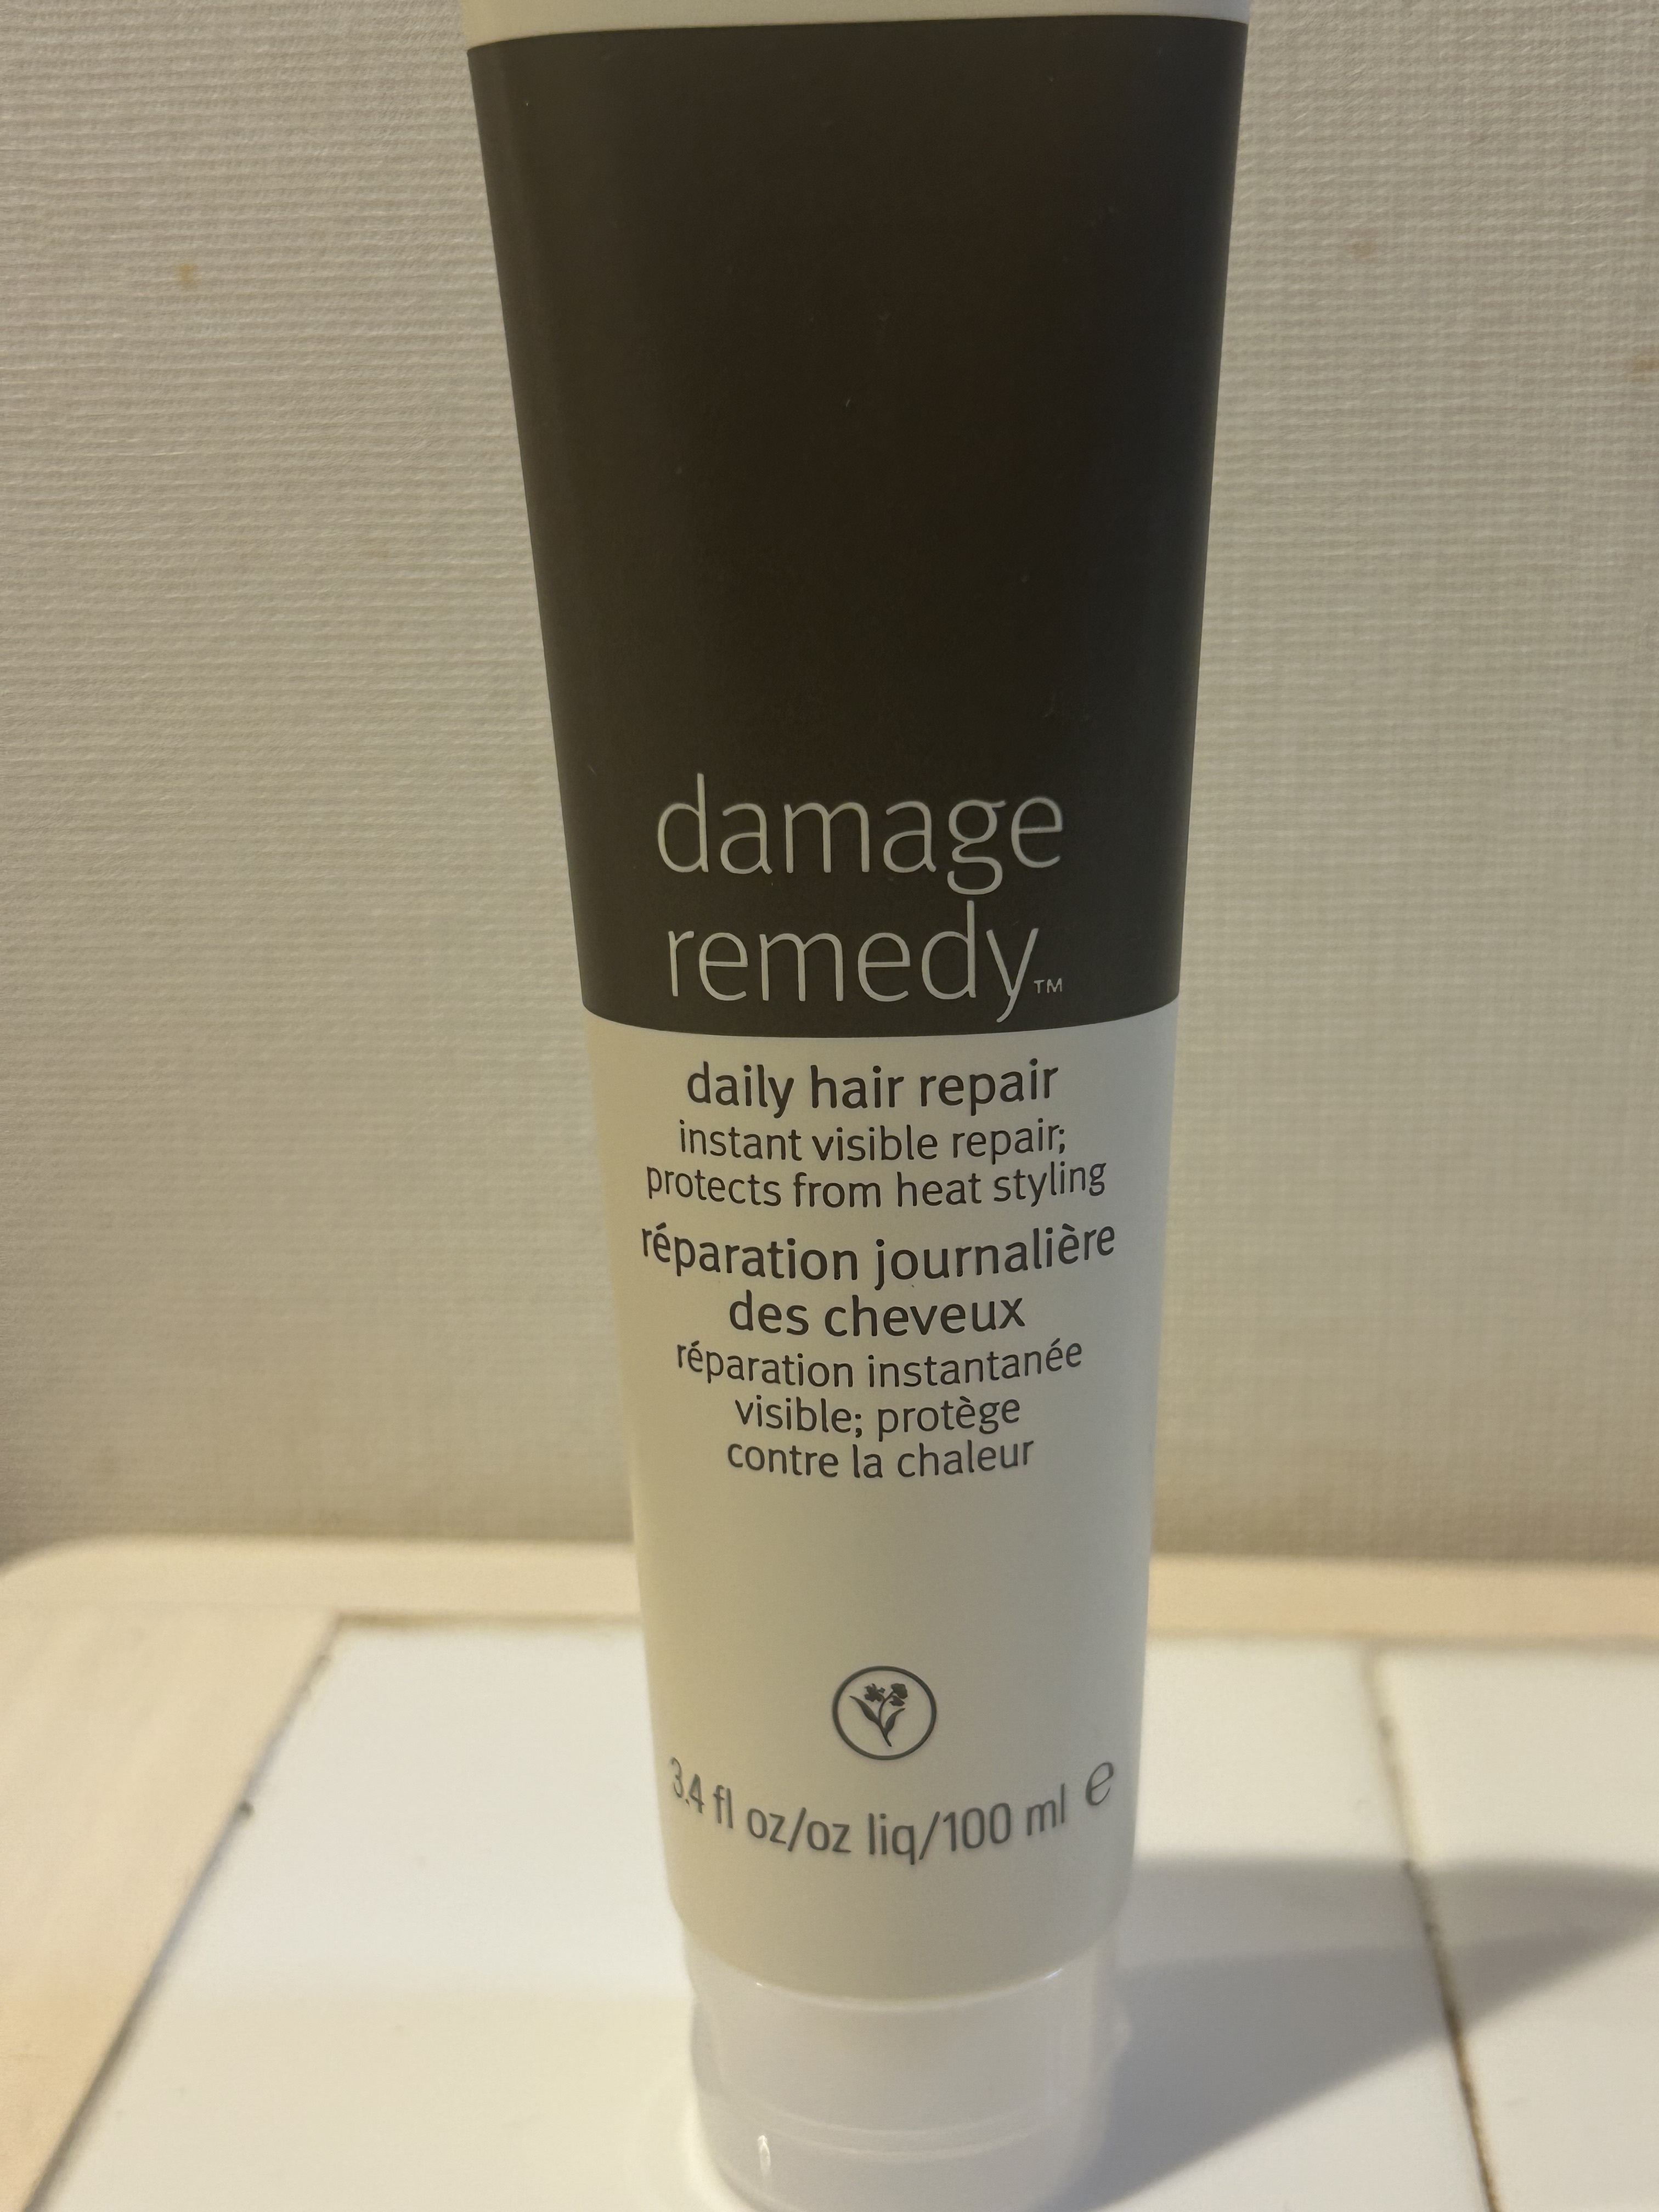 damage
remedy™
daily hair repair
instant visible repair;
protects from heat styling
réparation journalière
des cheveux
réparation instantanée
visible; protège
contre la chaleur
3.4 fl oz/oz liq/100 ml ℮